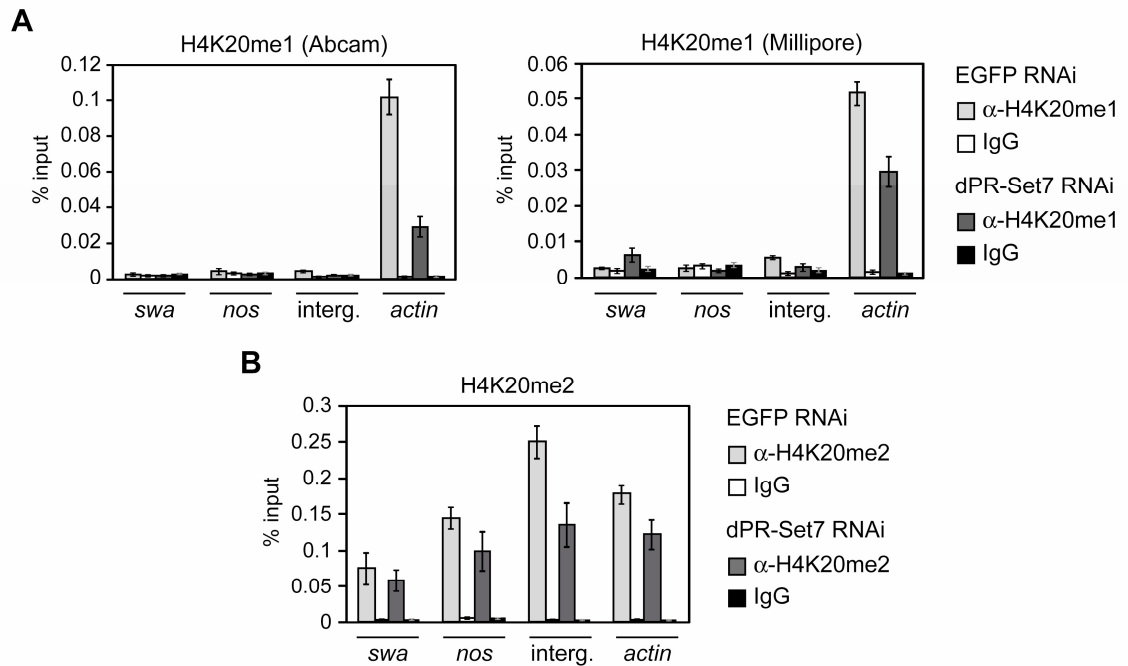 A
H4K20me1 (Abcam)
0.12
0.1
0.08
0.06
0.04
0.02
0
% input
swa nos interg. actin
H4K20me1 (Millipore)
0.06
0.05
0.04
0.03
0.02
0.01
0
% input
swa nos interg. actin
EGFP RNAi
α-H4K20me1
IgG
dPR-Set7 RNAi
α-H4K20me1
IgG
B
H4K20me2
0.3
0.25
0.2
0.15
0.1
0.05
0
% input
swa nos interg. actin
EGFP RNAi
α-H4K20me2
IgG
dPR-Set7 RNAi
α-H4K20me2
IgG